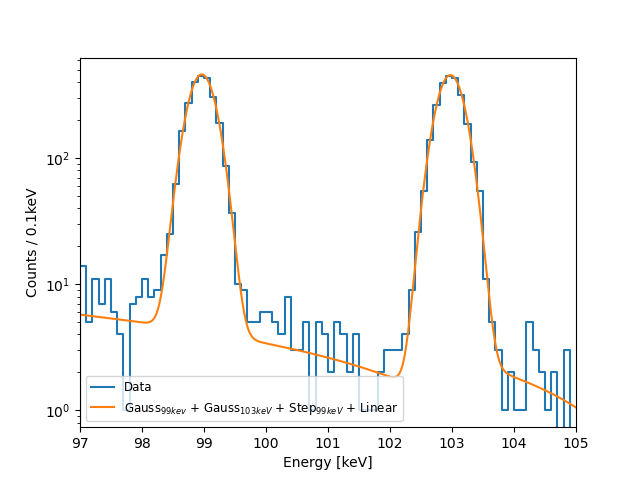 Counts / 0.1keV
10²
10¹
10⁰
Data
Gauss₉₉ₖₑᵥ + Gauss₁₀₃ₖₑV + Step₉₉ₖₑV + Linear
97 98 99 100 101 102 103 104 105
Energy [keV]